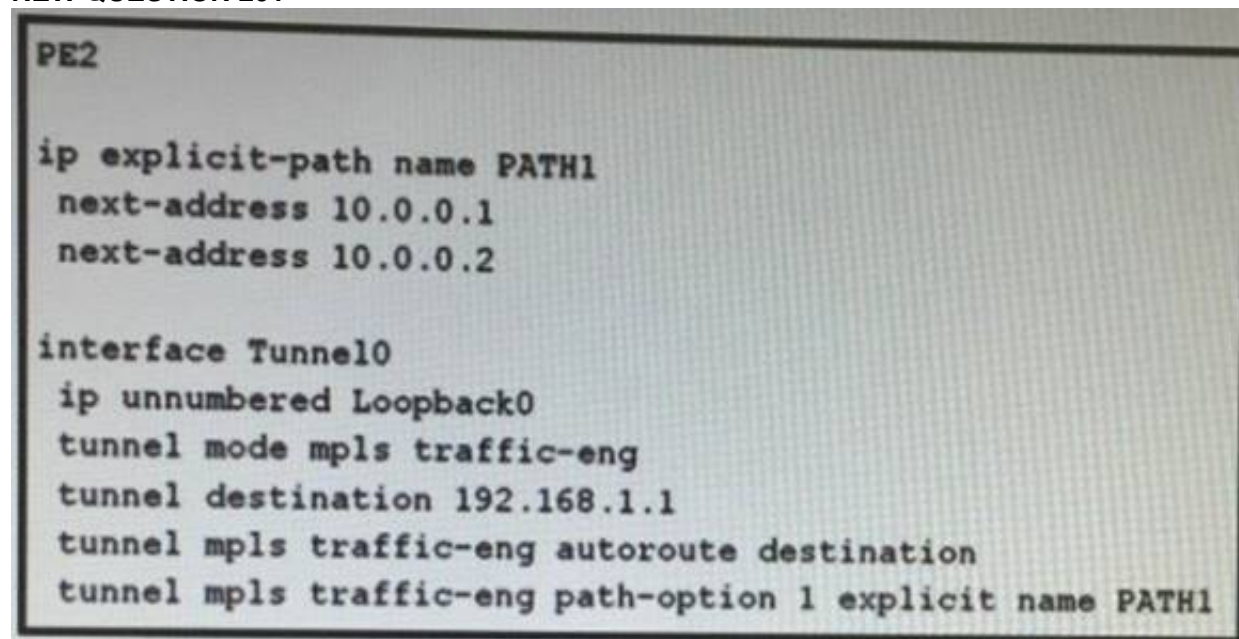 PE2
ip explicit-path name PATH1
next-address 10.0.0.1
next-address 10.0.0.2
interface Tunnel0
ip unnumbered Loopback0
tunnel mode mpls traffic-eng
tunnel destination 192.168.1.1
tunnel mpls traffic-eng autoroute destination
tunnel mpls traffic-eng path-option 1 explicit name PATH1